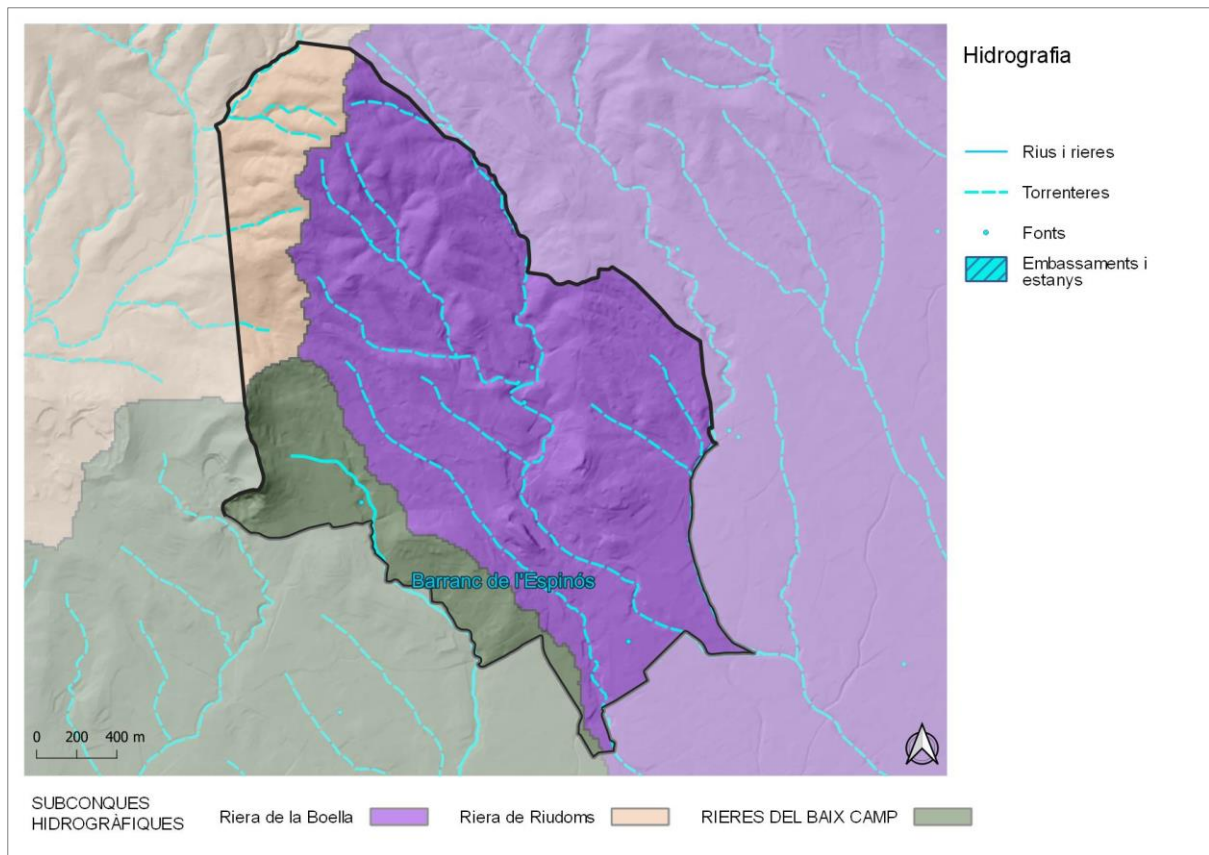 Hidrografia
Rius i rieres
Torrenteres
Fonts
Embassaments i
estanys
Barranc de l'Espinós
0 200 400 m
SUBCONQUES
HIDROGRÀFIQUES
Riera de la Boella
Riera de Riudoms
RIERES DEL BAIX CAMP